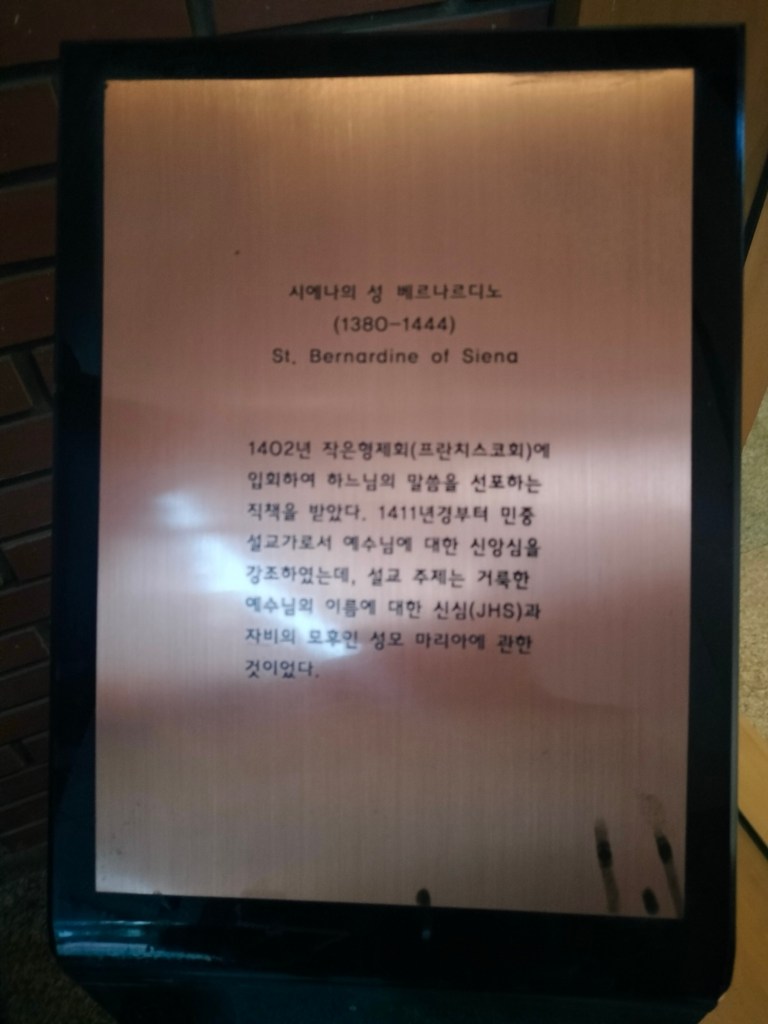 시에나의 성 베르나르디노
(1380-1444)
St. Bernardine of Siena
1402년 작은형제회(프란치스코회)에
입회하여 하느님의 말씀을 선포하는
직책을 받았다. 1411년경부터 민중
설교가로서 예수님에 대한 신앙심을
강조하였는데, 설교 주제는 거룩한
예수님의 이름에 대한 신심(JHS)과
자비의 모후인 성모 마리아에 관한
것이었다.